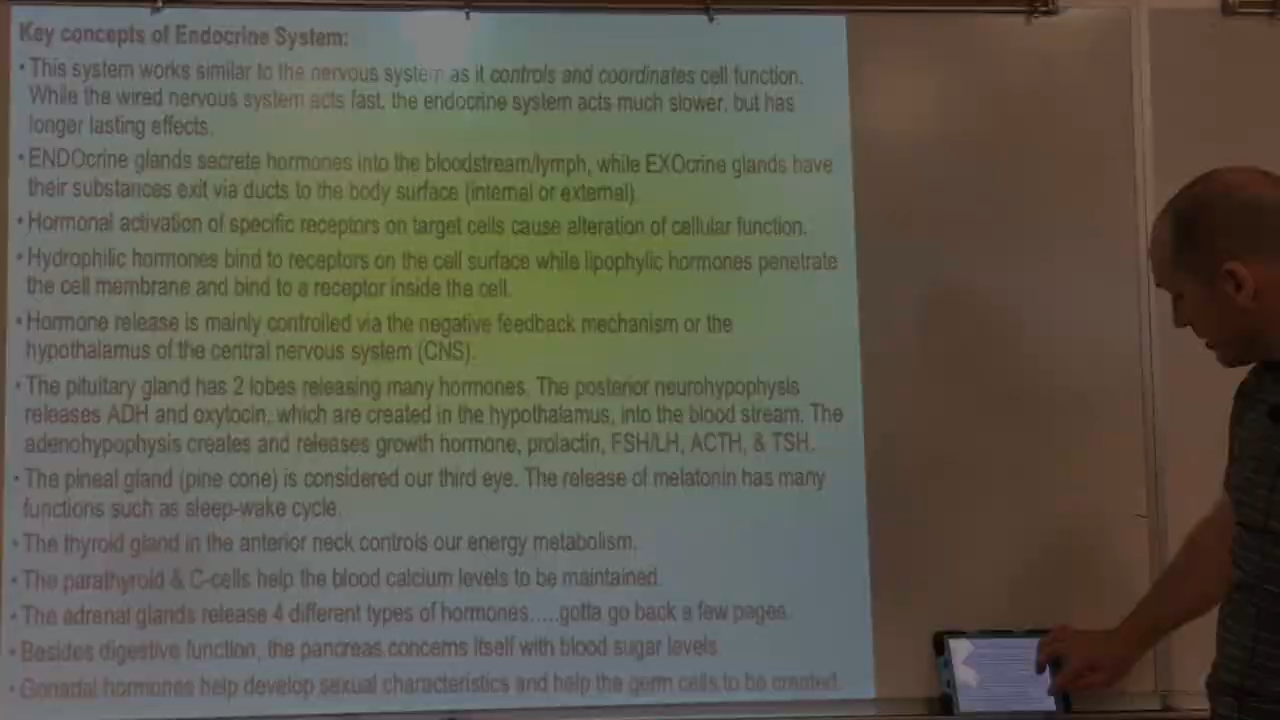 Key concepts of Endocrine System:
• This system works similar to the nervous system as it controls and coordinates cell function.
While the wired nervous system acts fast, the endocrine system acts much slower, but has
longer lasting effects.
• ENDOcrine glands secrete hormones into the bloodstream/lymph, while EXOcrine glands have
their substances exit via ducts to the body surface (internal or external)
• Hormonal activation of specific receptors on target cells cause alteration of cellular function.
• Hydrophilic hormones bind to receptors on the cell surface while lipophylic hormones penetrate
the cell membrane and bind to a receptor inside the cell.
• Hormone release is mainly controlled via the negative feedback mechanism or the
hypothalamus of the central nervous system (CNS).
• The pituitary gland has 2 lobes releasing many hormones. The posterior neurohypophysis
releases ADH and oxytocin, which are created in the hypothalamus, into the blood stream. The
adenohypophysis creates and releases growth hormone, prolactin, FSH/LH, ACTH, & TSH.
• The pineal gland (pine cone) is considered our third eye. The release of melatonin has many
functions such as sleep-wake cycle.
• The thyroid gland in the anterior neck controls our energy metabolism.
• The parathyroid & C-cells help the blood calcium levels to be maintained.
• The adrenal glands release 4 different types of hormones.....gotta go back a few pages.
• Besides digestive function, the pancreas concerns itself with blood sugar levels.
• Gonadal hormones help develop sexual characteristics and help the germ cells to be created.